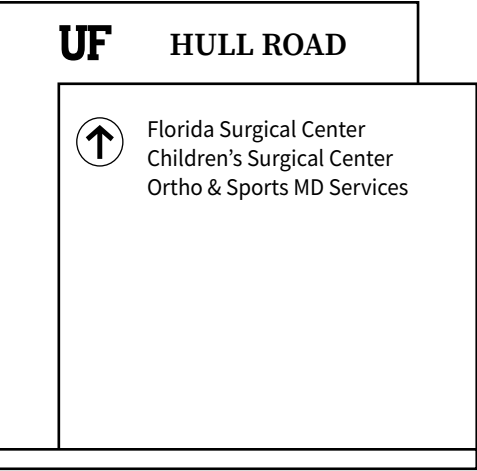 UF HULL ROAD
Florida Surgical Center
Children’s Surgical Center
Ortho & Sports MD Services